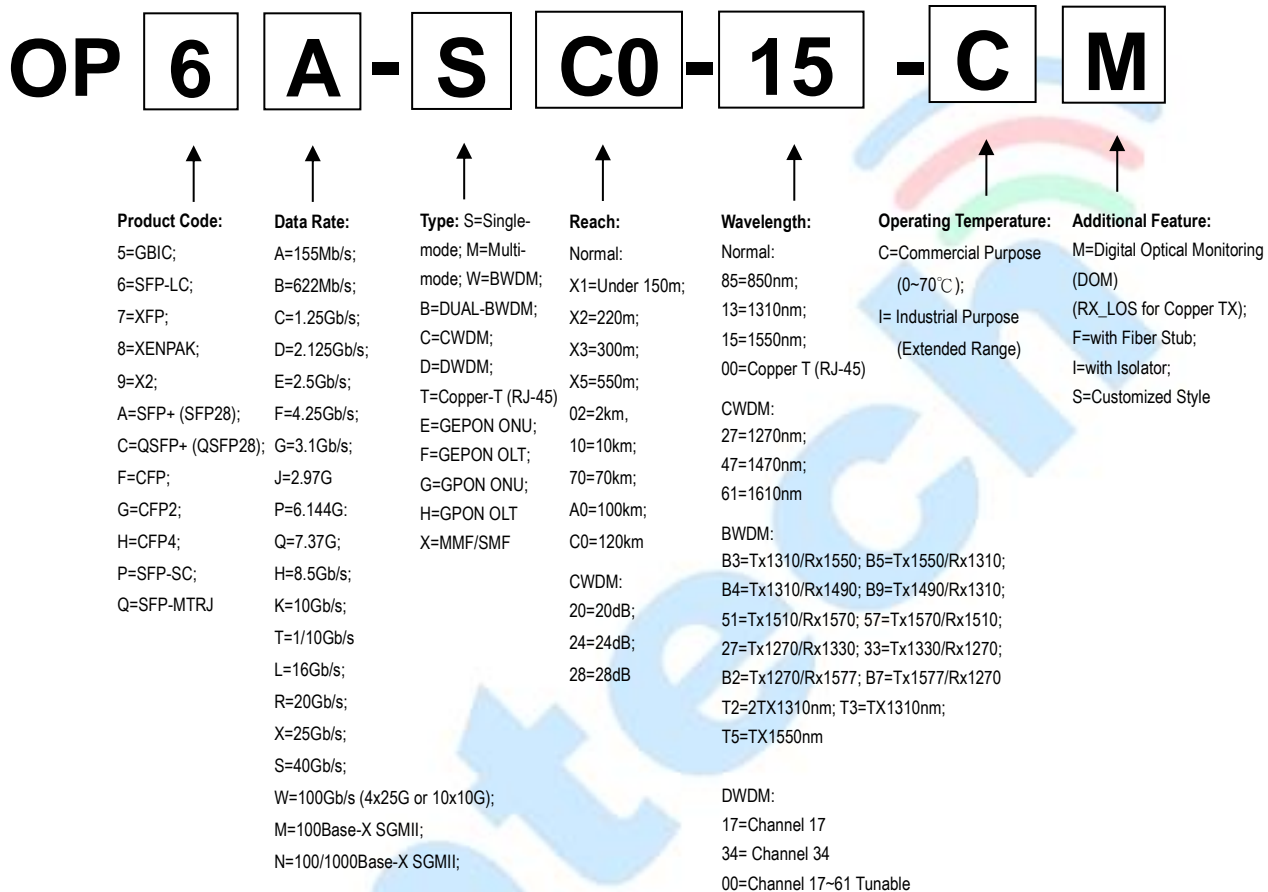 OP 6 A - S C0 - 15 - C M
Product Code:
5=GBIC;
6=SFP-LC;
7=XFP;
8=XENPAK;
9=X2;
A=SFP+ (SFP28);
C=QSFP+ (QSFP28);
F=CFP;
G=CFP2;
H=CFP4;
P=SFP-SC;
Q=SFP-MTRJ
Data Rate:
A=155Mb/s;
B=622Mb/s;
C=1.25Gb/s;
D=2.125Gb/s;
E=2.5Gb/s;
F=4.25Gb/s;
G=3.1Gb/s;
J=2.97G
P=6.144G:
Q=7.37G;
H=8.5Gb/s;
K=10Gb/s;
T=1/10Gb/s
L=16Gb/s;
R=20Gb/s;
X=25Gb/s;
S=40Gb/s;
W=100Gb/s (4x25G or 10x10G);
M=100Base-X SGMII;
N=100/1000Base-X SGMII;
Type: S=Single-
mode; M=Multi-
mode; W=BWDM;
B=DUAL-BWDM;
C=CWDM;
D=DWDM;
T=Copper-T (RJ-45)
E=GEPON ONU;
F=GEPON OLT;
G=GPON ONU;
H=GPON OLT
X=MMF/SMF
Reach:
Normal:
X1=Under 150m;
X2=220m;
X3=300m;
X5=550m;
02=2km,
10=10km;
70=70km;
A0=100km;
C0=120km
CWDM:
20=20dB;
24=24dB;
28=28dB
Wavelength:
Normal:
85=850nm;
13=1310nm;
15=1550nm;
00=Copper T (RJ-45)
CWDM:
27=1270nm;
47=1470nm;
61=1610nm
BWDM:
B3=Tx1310/Rx1550; B5=Tx1550/Rx1310;
B4=Tx1310/Rx1490; B9=Tx1490/Rx1310;
51=Tx1510/Rx1570; 57=Tx1570/Rx1510;
27=Tx1270/Rx1330; 33=Tx1330/Rx1270;
B2=Tx1270/Rx1577; B7=Tx1577/Rx1270
T2=2TX1310nm; T3=TX1310nm;
T5=TX1550nm
DWDM:
17=Channel 17
34= Channel 34
00=Channel 17~61 Tunable
Operating Temperature:
C=Commercial Purpose
(0~70℃);
I= Industrial Purpose
(Extended Range)
Additional Feature:
M=Digital Optical Monitoring
(DOM)
(RX_LOS for Copper TX);
F=with Fiber Stub;
I=with Isolator;
S=Customized Style
tech